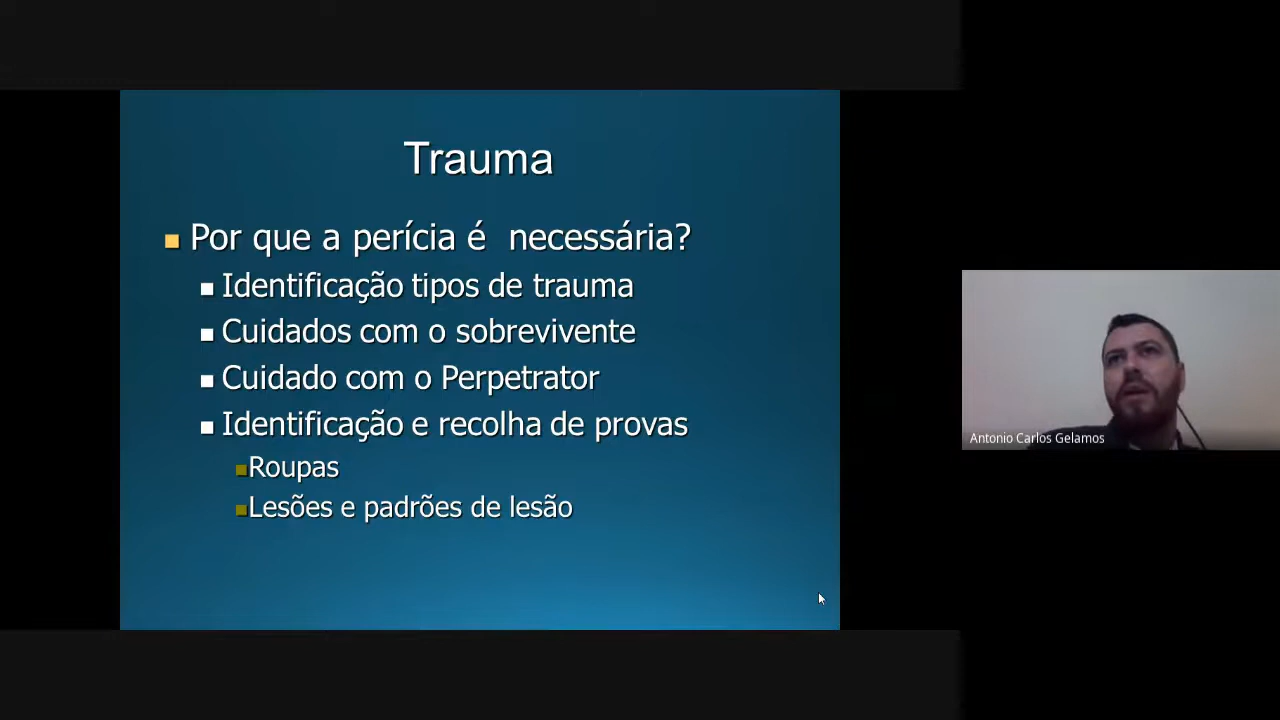 Trauma
Por que a perícia é  necessária?
Identificação tipos de trauma
Cuidados com o sobrevivente
Cuidado com o Perpetrator
Identificação e recolha de provas
Roupas
Lesões e padrões de lesão
Antonio Carlos Gelamos